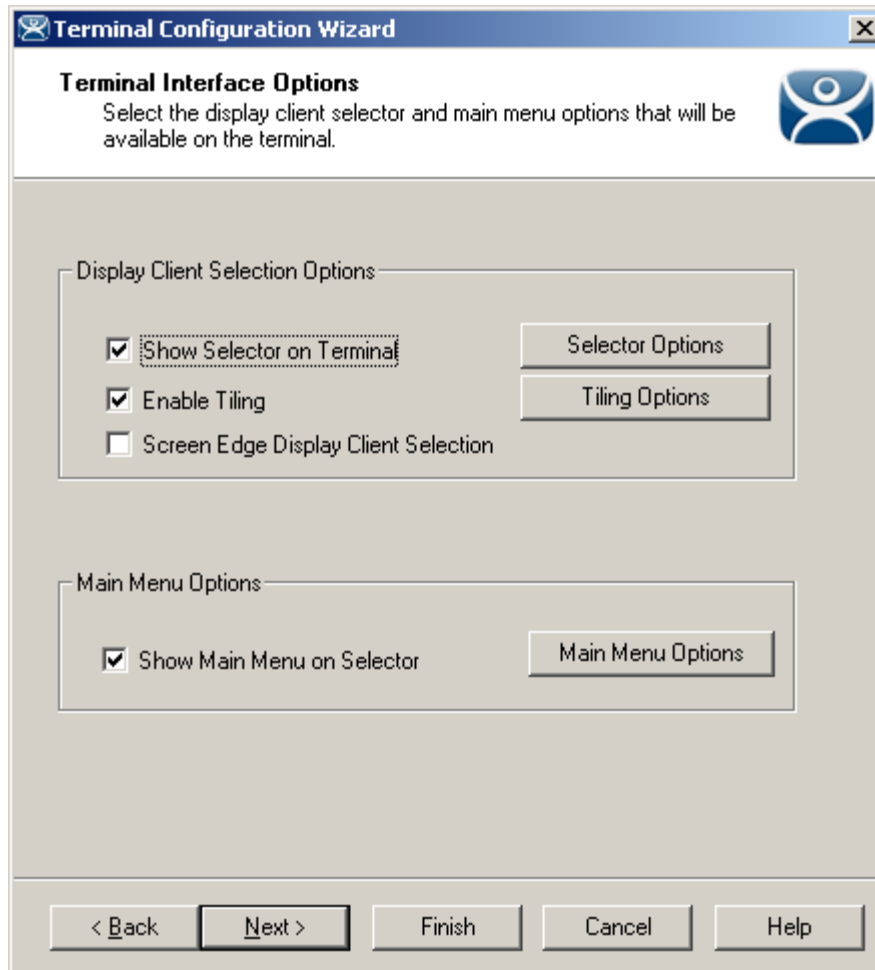 Terminal Configuration Wizard
Terminal Interface Options
Select the display client selector and main menu options that will be
available on the terminal.
Display Client Selection Options
Show Selector on Terminal
Selector Options
Enable Tiling
Tiling Options
Screen Edge Display Client Selection
Main Menu Options
Show Main Menu on Selector
Main Menu Options
< Back
Next >
Finish
Cancel
Help